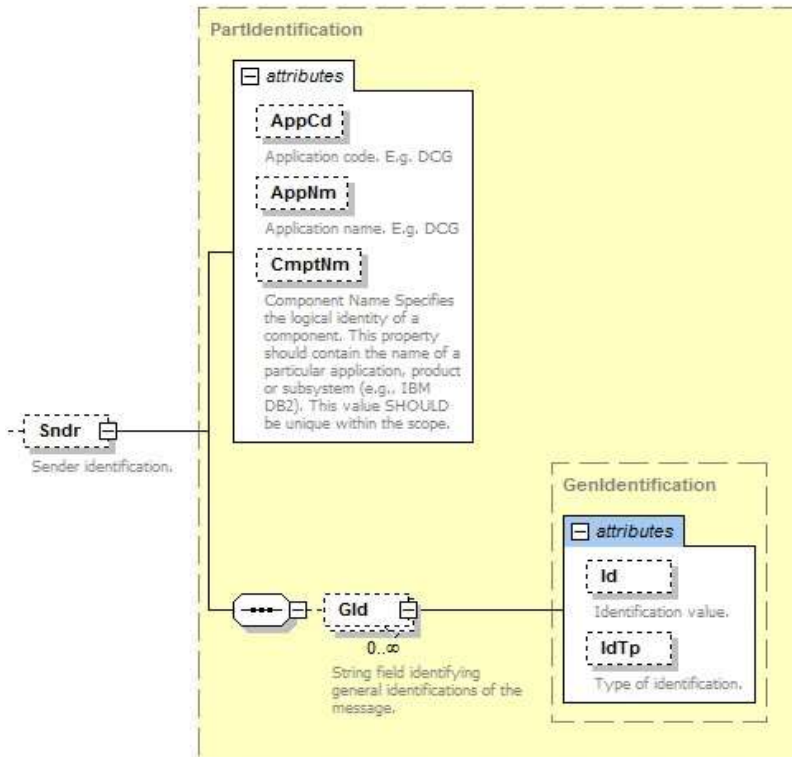 PartIdentification
attributes
AppCd
Application code. E.g. DCG
AppNm
Application name. E.g. DCG
CmptNm
Component Name Specifies
the logical identity of a
component. This property
should contain the name of a
particular application, product
or subsystem (e.g., IBM
DB2). This value SHOULD
be unique within the scope.
Sndr
Sender identification.
GenIdentification
attributes
Id
Identification value.
IdTp
Type of identification.
GId
0..∞
String field identifying
general identifications of the
message.